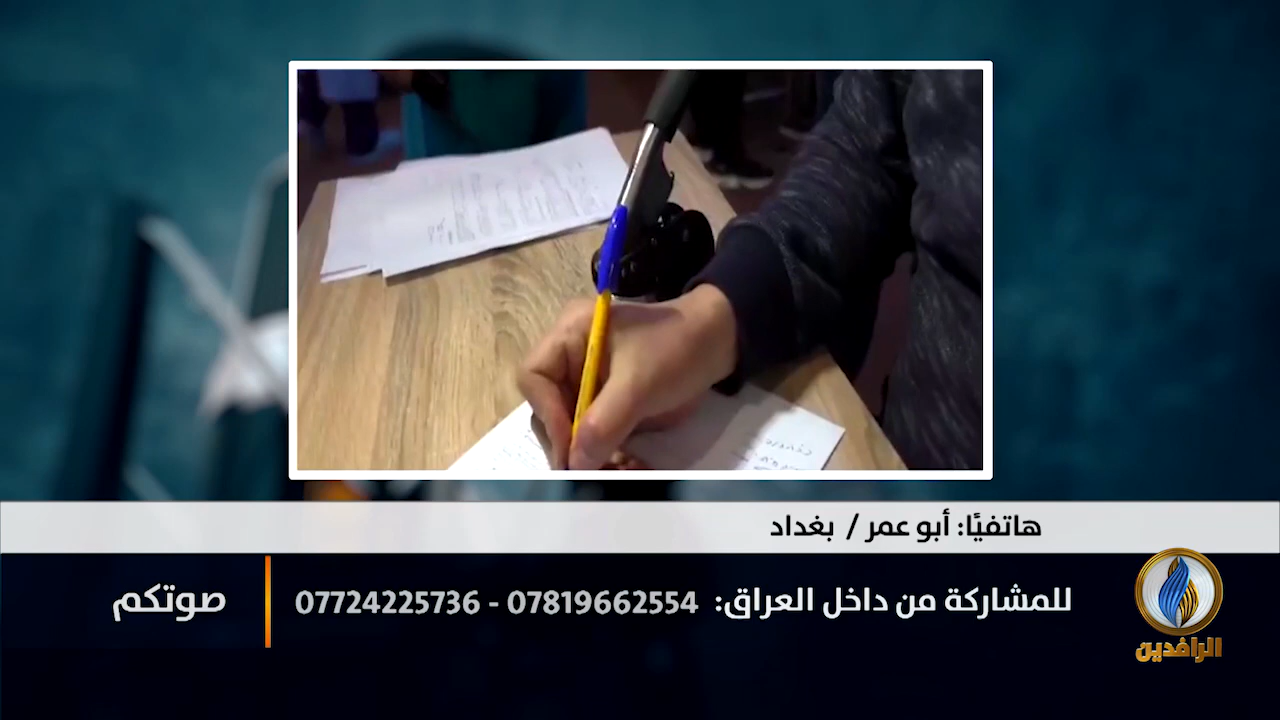 هاتفيًا: أبو عمر / بغداد
للمشاركة من داخل العراق: 07819662554 - 07724225736
صوتكم
الرافدين